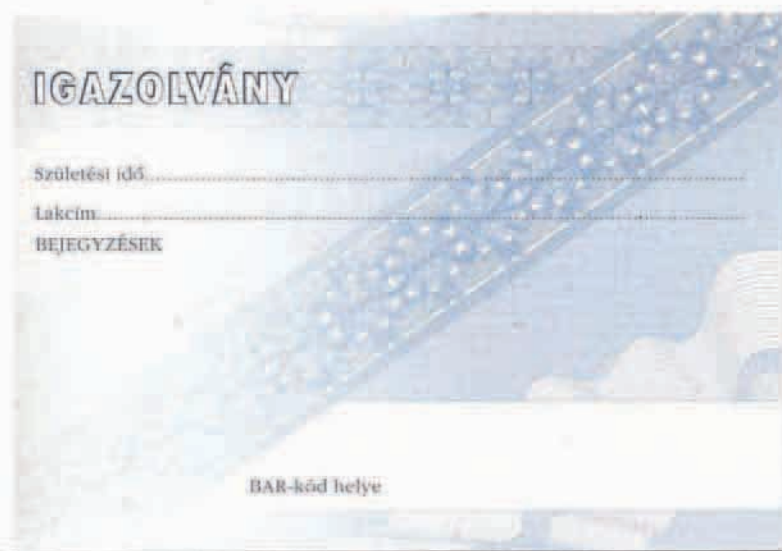 IGAZOLVÁNY
Születési idő
Lakcím
BEJEGYZÉSEK
BAR-kód helye